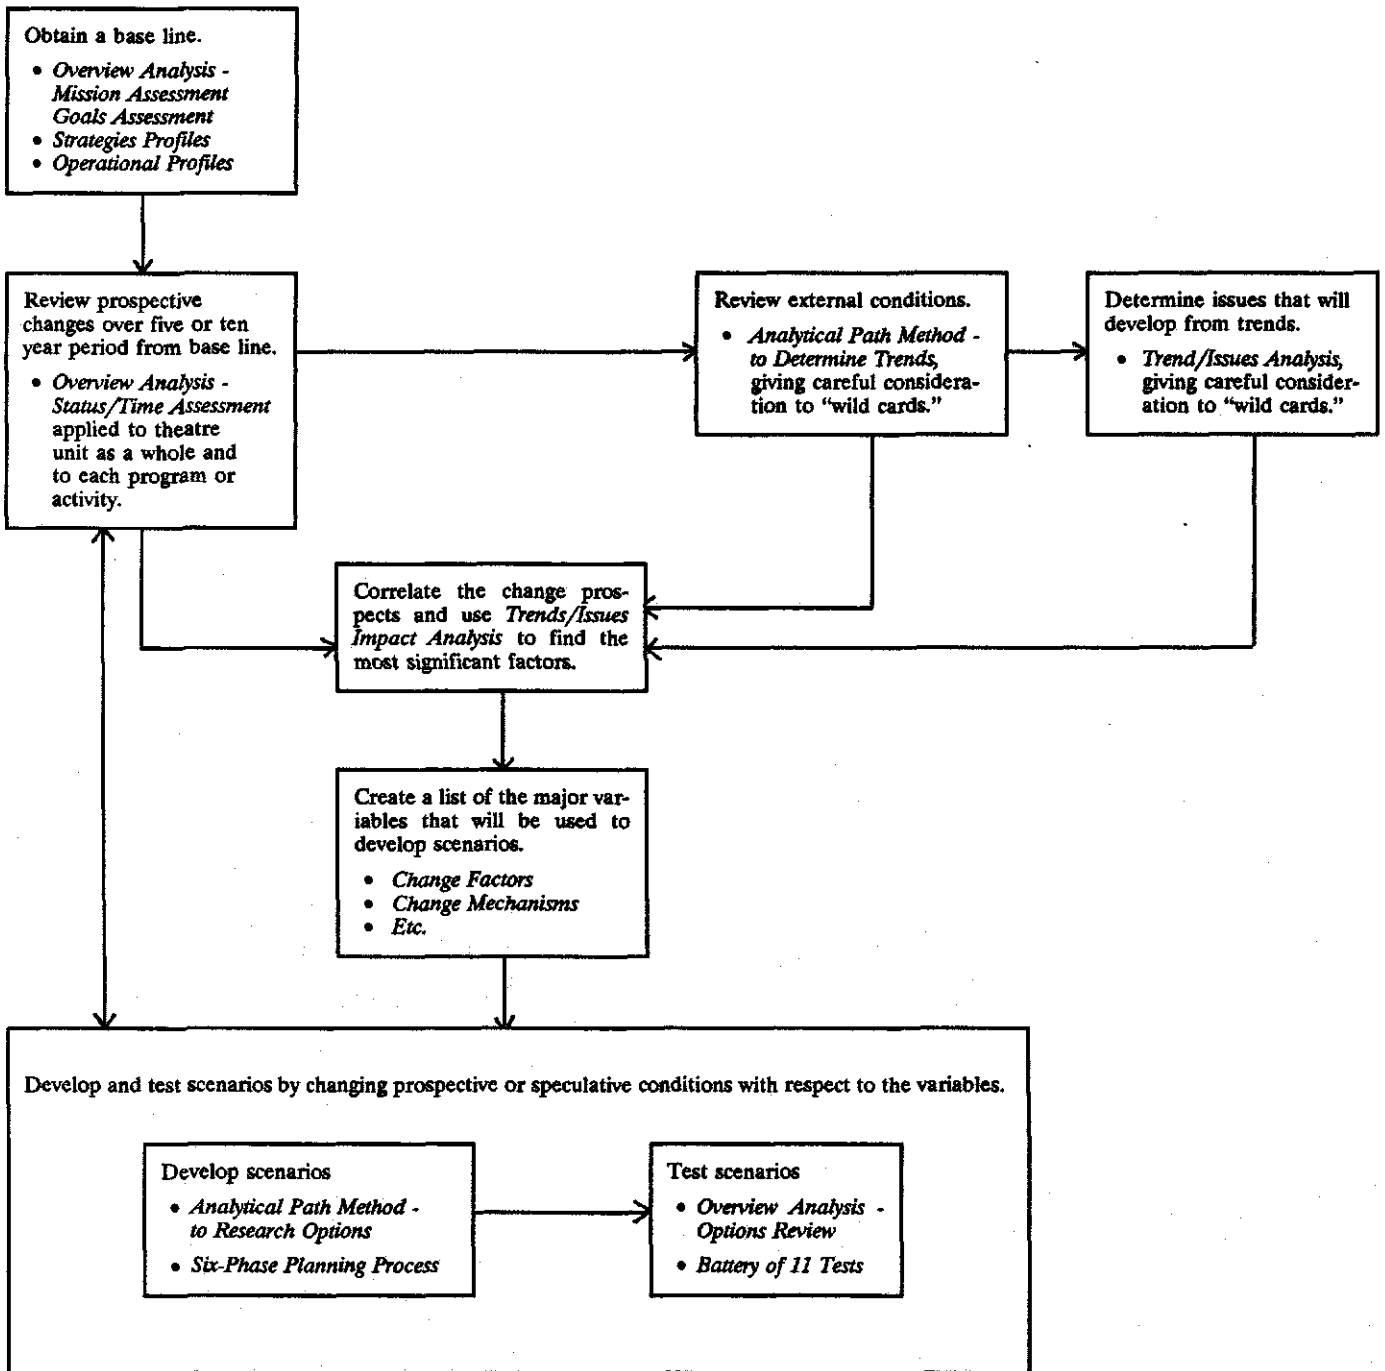 Obtain a base line.
• Overview Analysis -
Mission Assessment
Goals Assessment
• Strategies Profiles
• Operational Profiles
Review prospective
changes over five or ten
year period from base line.
• Overview Analysis -
Status/Time Assessment
applied to theatre
unit as a whole and
to each program or
activity.
Review external conditions.
• Analytical Path Method -
to Determine Trends,
giving careful considera-
tion to “wild cards.”
Determine issues that will
develop from trends.
• Trend/Issues Analysis,
giving careful consider-
ation to “wild cards.”
Correlate the change pros-
pects and use Trends/Issues
Impact Analysis to find the
most significant factors.
Create a list of the major var-
iables that will be used to
develop scenarios.
• Change Factors
• Change Mechanisms
• Etc.
Develop and test scenarios by changing prospective or speculative conditions with respect to the variables.
Develop scenarios
• Analytical Path Method -
to Research Options
• Six-Phase Planning Process
Test scenarios
• Overview Analysis -
Options Review
• Battery of 11 Tests